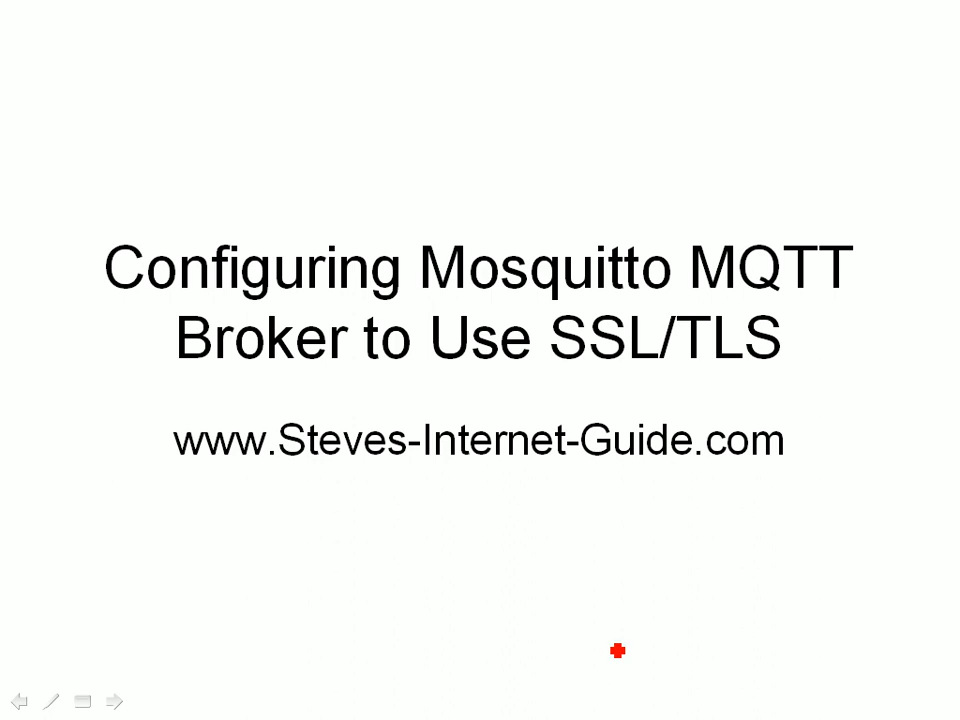 Configuring Mosquitto MQTT
Broker to Use SSL/TLS
www.Steves-Internet-Guide.com